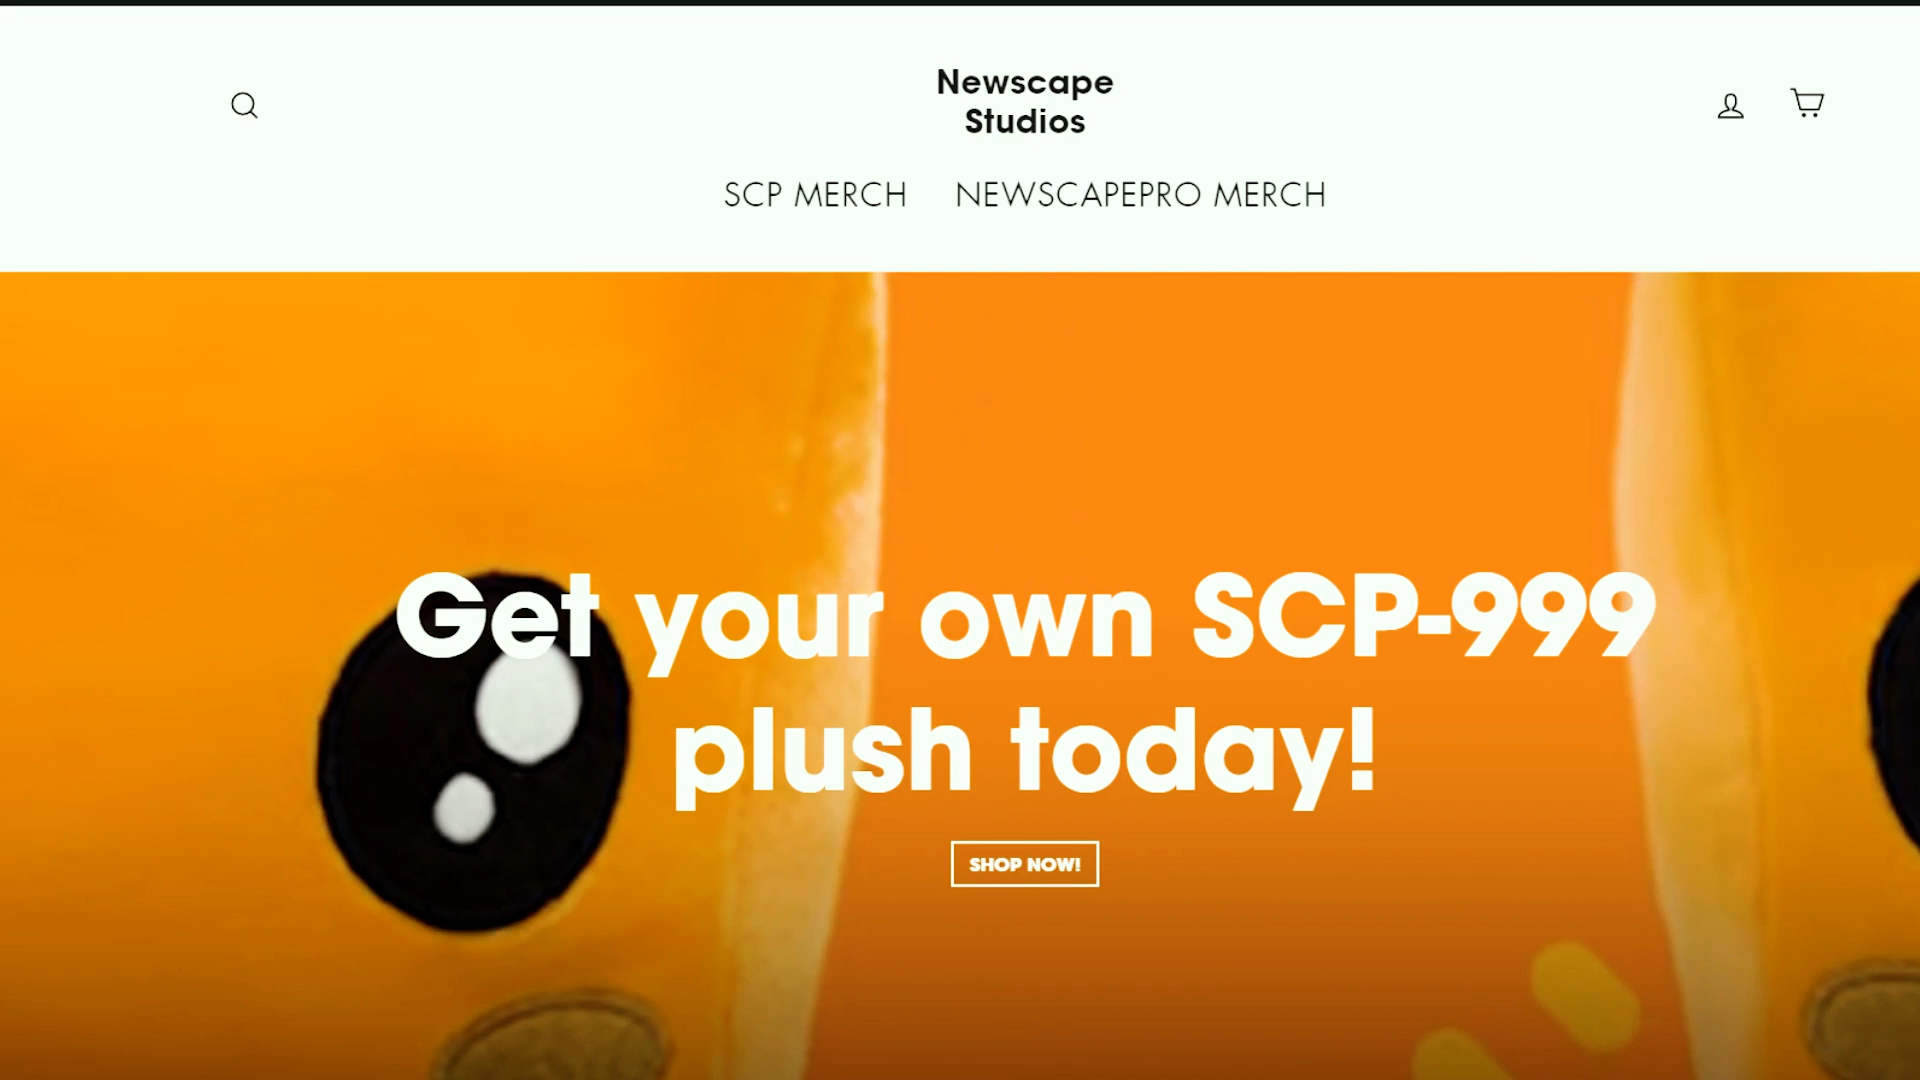 Newscape
Studios
SCP MERCH NEWSCAPEPRO MERCH
Get your own SCP-999
plush today!
SHOP NOW!